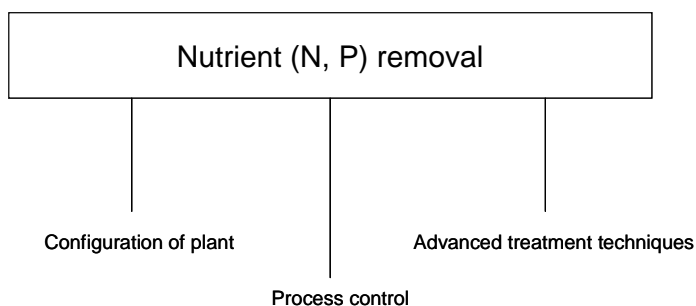 Nutrient (N, P) removal
Configuration of plant
Advanced treatment techniques
Process control